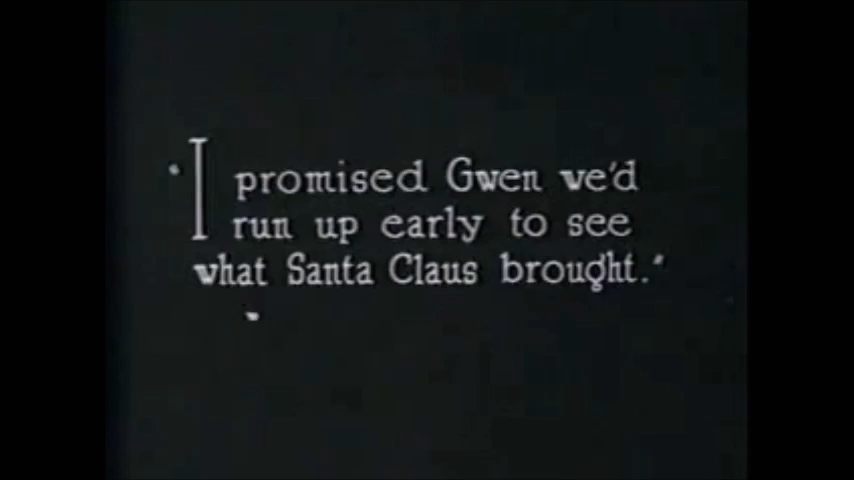 "I promised Gwen we'd
run up early to see
what Santa Claus brought."